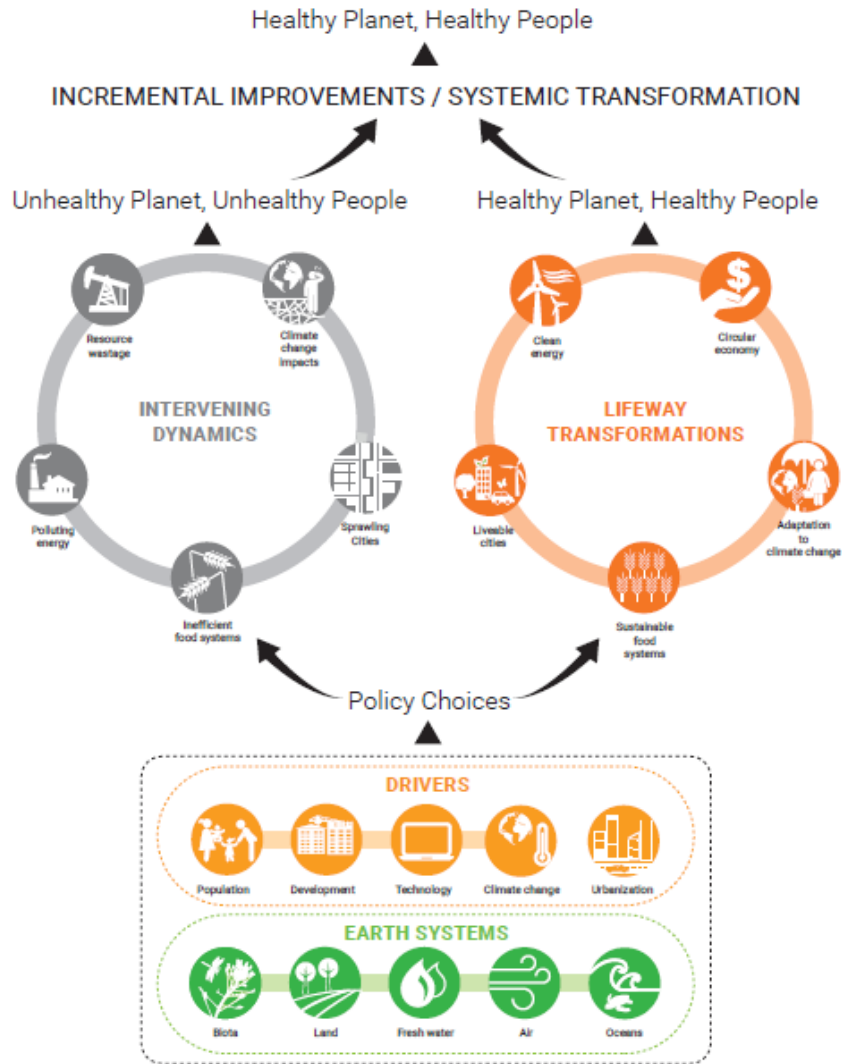 Healthy Planet, Healthy People
INCREMENTAL IMPROVEMENTS / SYSTEMIC TRANSFORMATION
Unhealthy Planet, Unhealthy People
Healthy Planet, Healthy People
Resource
wastage
Climate
change
impacts
INTERVENING
DYNAMICS
Polluting
energy
Sprawling
Cities
Inefficient
food systems
Clean
energy
Circular
economy
LIFEWAY
TRANSFORMATIONS
Liveable
cities
Adaptation
to
climate change
Sustainable
food
systems
Policy Choices
DRIVERS
Population
Development
Technology
Climate change
Urbanization
EARTH SYSTEMS
Biota
Land
Fresh water
Air
Oceans